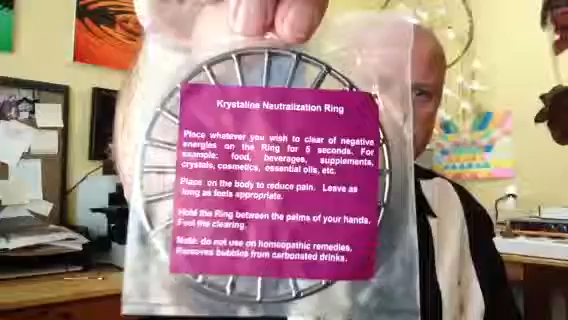 Krystaline Nautralization Ring
Place whatever you wish to clear of negative
energies on the Ring for 5 seconds. For
example: food, beverages, supplements,
crystals, cosmetics, essential oils, etc.
Place on the body to reduce pain. Leave as
long as feels appropriate.
Hold the Ring between the palms of your hands.
Feel the clearing.
Note: do not use on homeopathic remedies.
Removes bubbles from carbonated drinks.